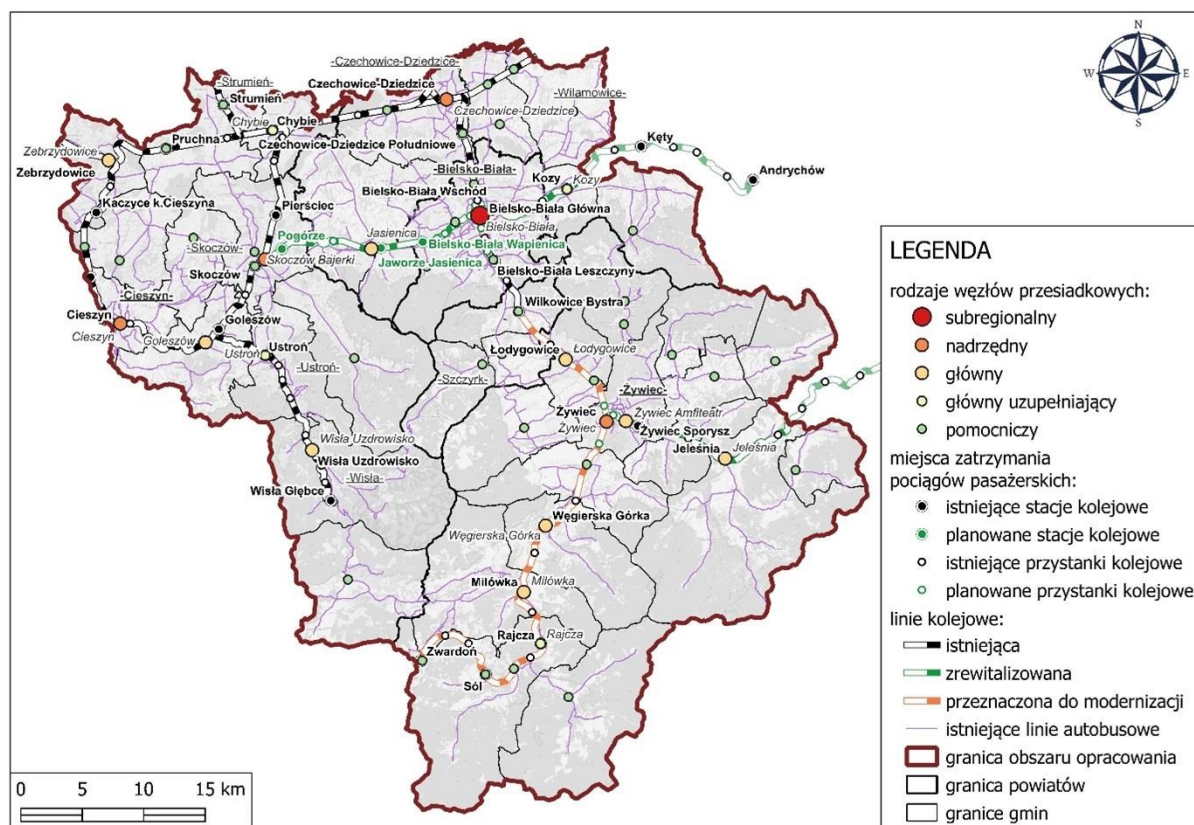 N
W
E
S
-Czechowice-Dziedzice-
Czechowice-Dziedzice
-Strumień-
Strumień
-Wilamowice-
Czechowice-Dziedzice
Chybie
Chybie
Pruchna
Kęty
Czechowice-Dziedzice Południowe
Zebrzydowice
Zebrzydowice
-Bielsko-Biała-
Kozy
Kozy
Andrychów
Bielsko-Biała Wschód
Kaczyce k.Cieszyna
Pierściec
Bielsko-Biała Główna
Bielsko-Biała
Pogórze
Jasienica
Bielsko-Biała Wapienica
-Skoczów-
Skoczów Bajerki
Jaworze Jasienica
Skoczów
Bielsko-Biała Leszczyny
-Cieszyn-
Wilkowice Bystra
Cieszyn
Cieszyn
Goleszów
Goleszów
Łodygowice
Łodygowice
Ustroń
Ustroń
-Ustroń-
-Szczyrk-
-Żywiec-
Żywiec
Żywiec Amfiteatr
Żywiec
Żywiec Sporysz
Wisła Uzdrowisko
Jeleśnia
Jeleśnia
Wisła Uzdrowisko
-Wisła-
Wisła Głębce
Węgierska Górka
Węgierska Górka
Milówka
Milówka
Rajcza
Rajcza
Zwardoń
Sól
0 5 10 15 km
LEGENDA
rodzaje węzłów przesiadkowych:
subregionalny
nadrzędny
główny
główny uzupełniający
pomocniczy
miejsca zatrzymania
pociągów pasażerskich:
istniejące stacje kolejowe
planowane stacje kolejowe
istniejące przystanki kolejowe
planowane przystanki kolejowe
linie kolejowe:
istniejąca
zrewitalizowana
przeznaczona do modernizacji
istniejące linie autobusowe
granica obszaru opracowania
granica powiatów
granice gmin